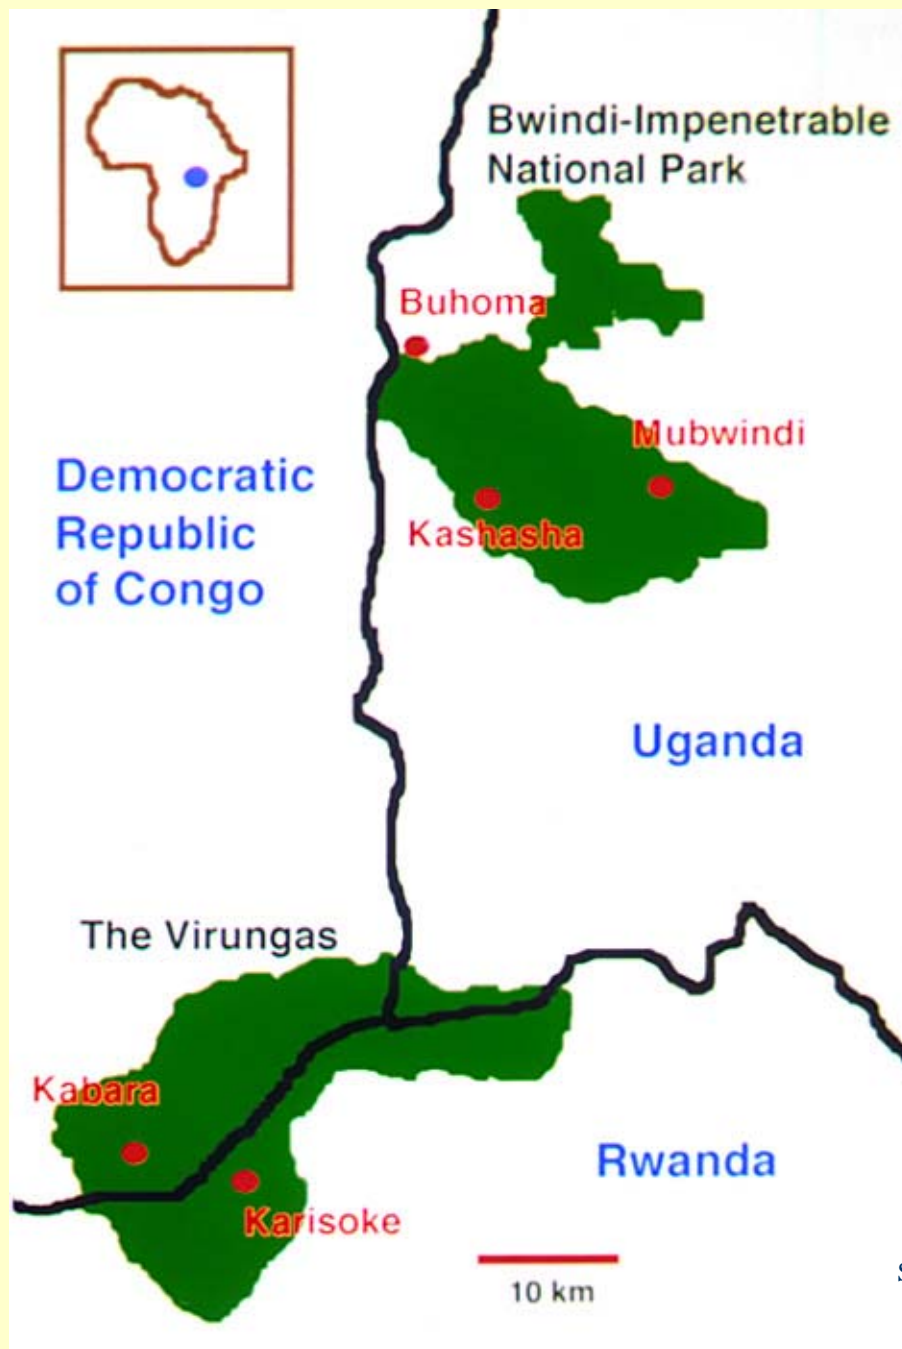 Bwindi-Impenetrable
National Park
Buhoma
Mubwindi
Kashasha
Democratic
Republic
of Congo
Uganda
The Virungas
Kabara
Rwanda
Karisoke
10 km
s